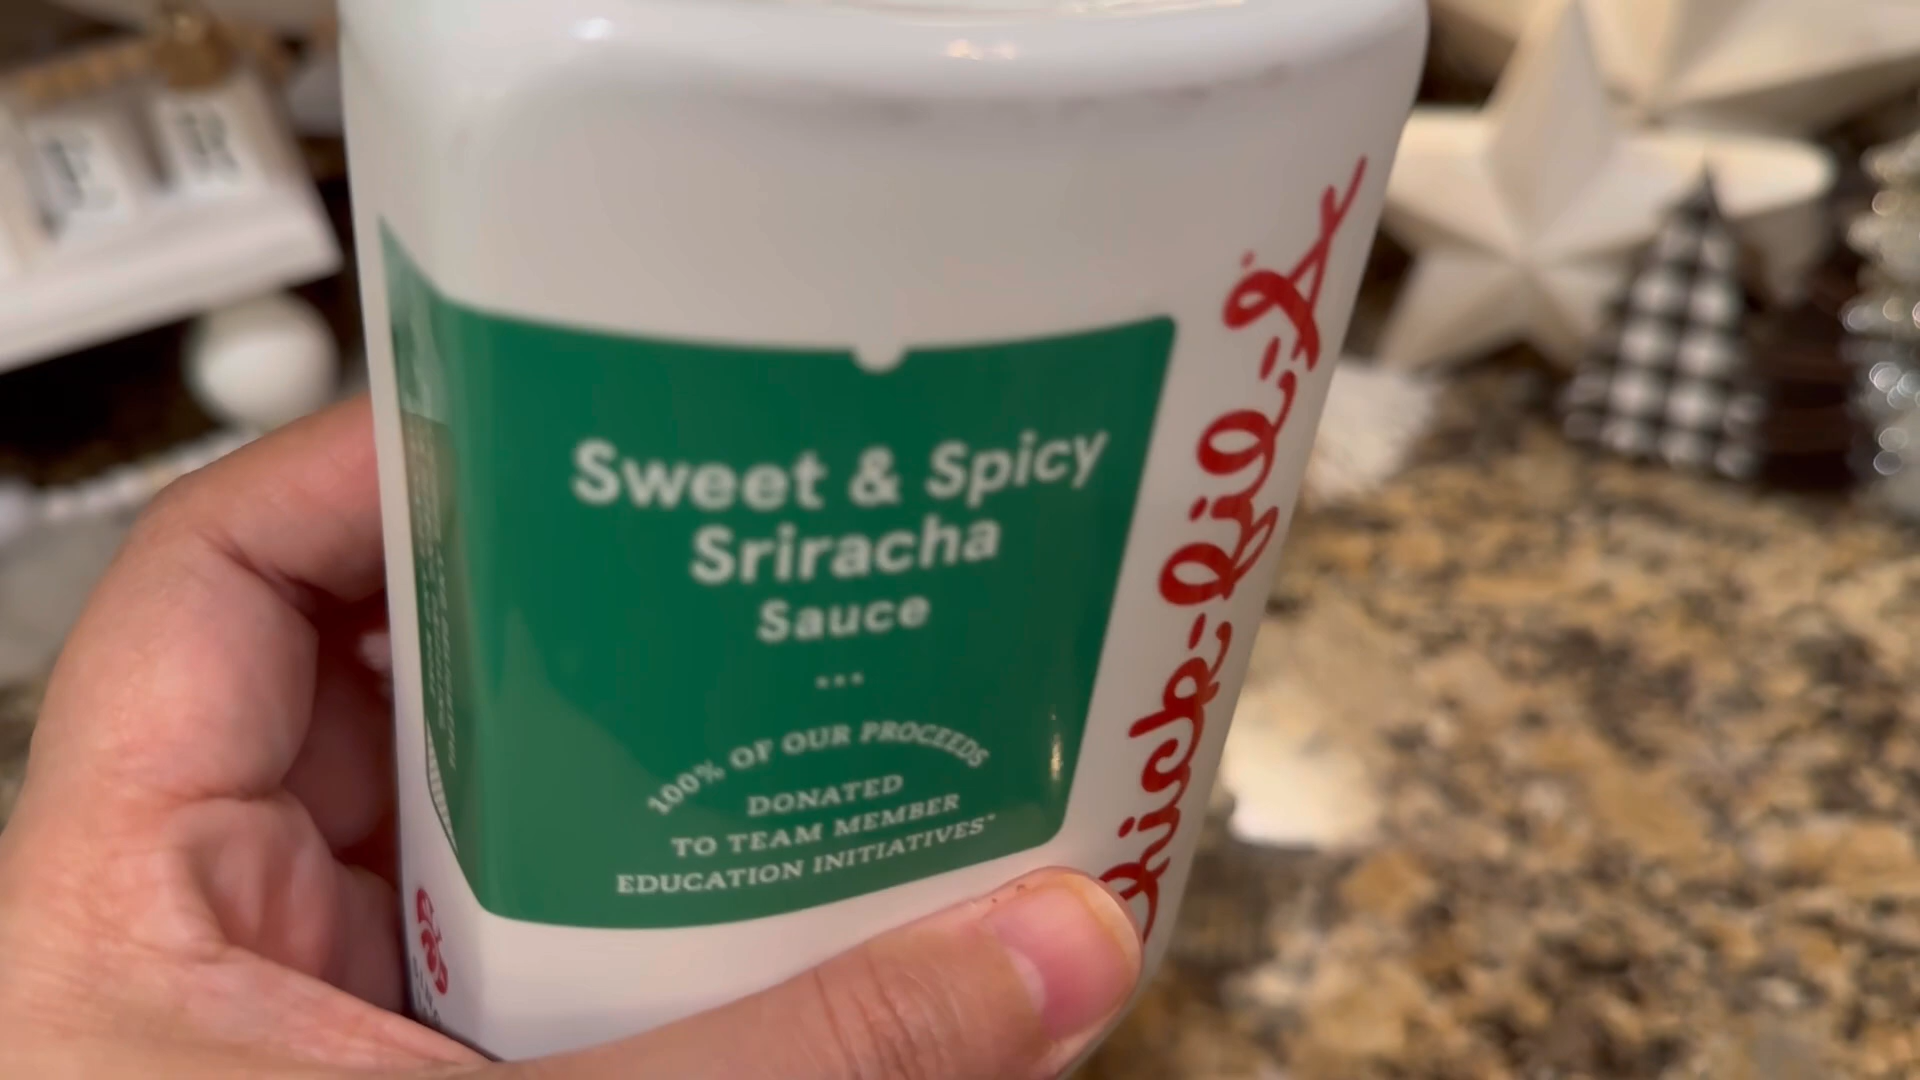 E R
Sweet & Spicy
Sriracha
Sauce
100% OF OUR PROCEEDS
DONATED
TO TEAM MEMBER
EDUCATION INITIATIVES*
Chick-fil-A